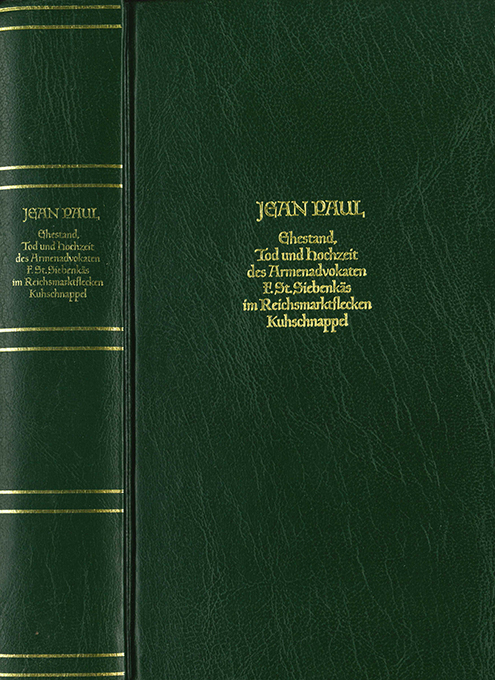 JEAN PAUL
Ehestand,
Tod und Hochzeit
des Armenadvokaten
F. St. Siebenkäs
im Reichsmarktflecken
Kuhschnappel
JEAN PAUL
Ehestand,
Tod und Hochzeit
des Armenadvokaten
F. St. Siebenkäs
im Reichsmarktflecken
Kuhschnappel